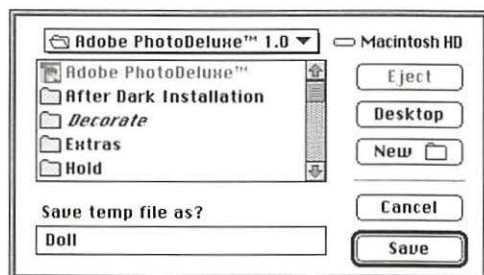 Adobe PhotoDeluxe™ 1.0
Macintosh HD
Adobe PhotoDeluxe™
After Dark Installation
Decorate
Extras
Hold
Eject
Desktop
New
Save temp file as?
Doll
Cancel
Save